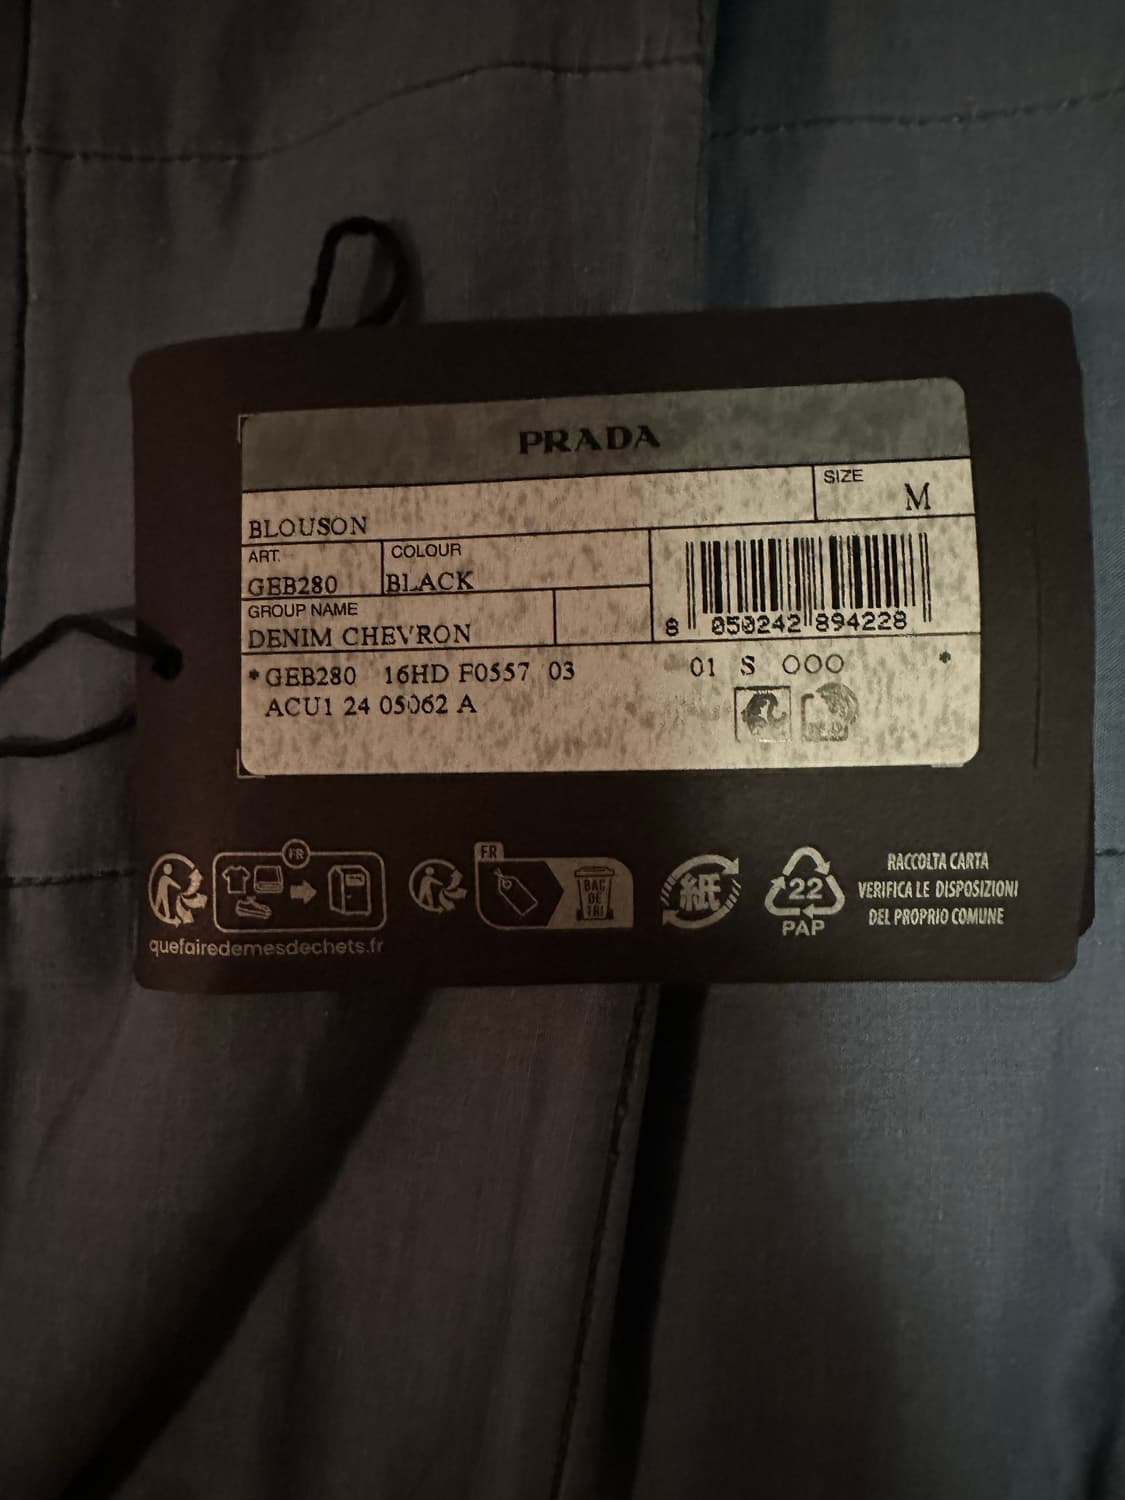 PRADA
SIZE
M
BLOUSON
ART.
COLOUR
GEB280
BLACK
GROUP NAME
DENIM CHEVRON
8 050242 894228
*GEB280 16HD F0557 03 01 S OOO *
ACU1 24 05062 A
FR
FR
BAC
DE
TRI
紙
22
PAP
quefairedemesdechets.fr
RACCOLTA CARTA
VERIFICA LE DISPOSIZIONI
DEL PROPRIO COMUNE